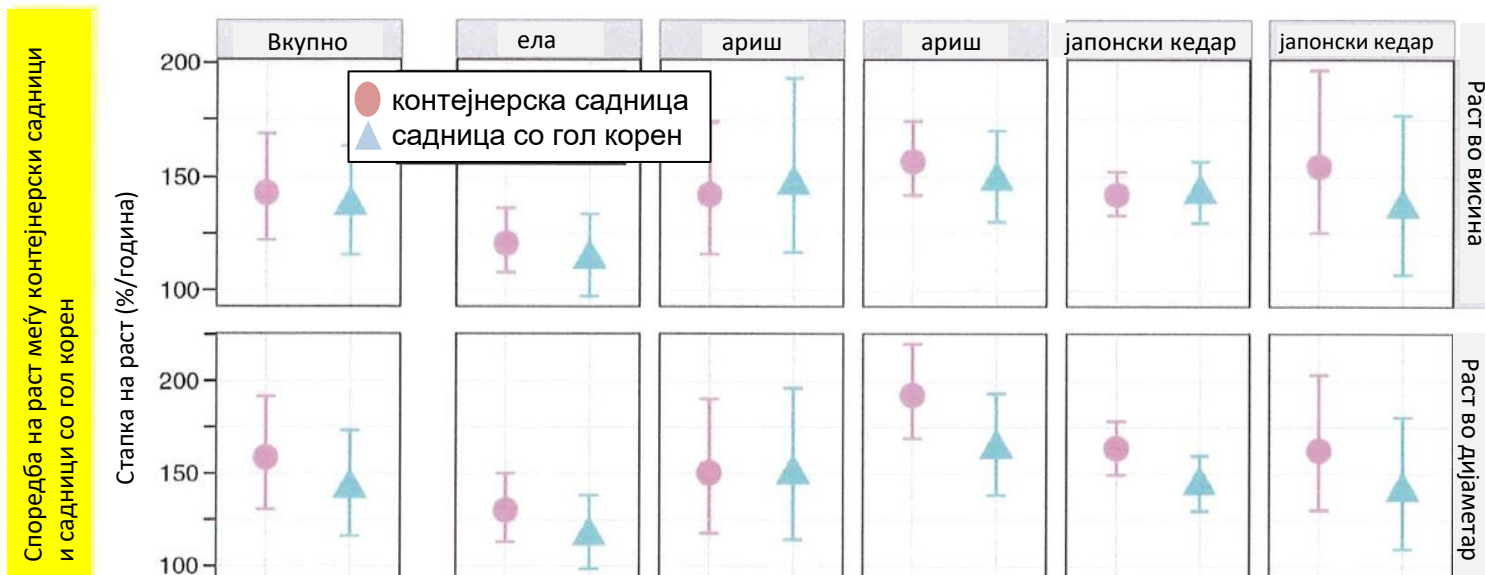 Споредба на раст меѓу контејнерски садници
и садници со гол корен
Стапка на раст (%/година)
Вкупно
ела
ариш
ариш
јапонски кедар
јапонски кедар
контејнерска садница
садница со гол корен
200
150
100
Раст во висина
200
150
100
Раст во дијаметар